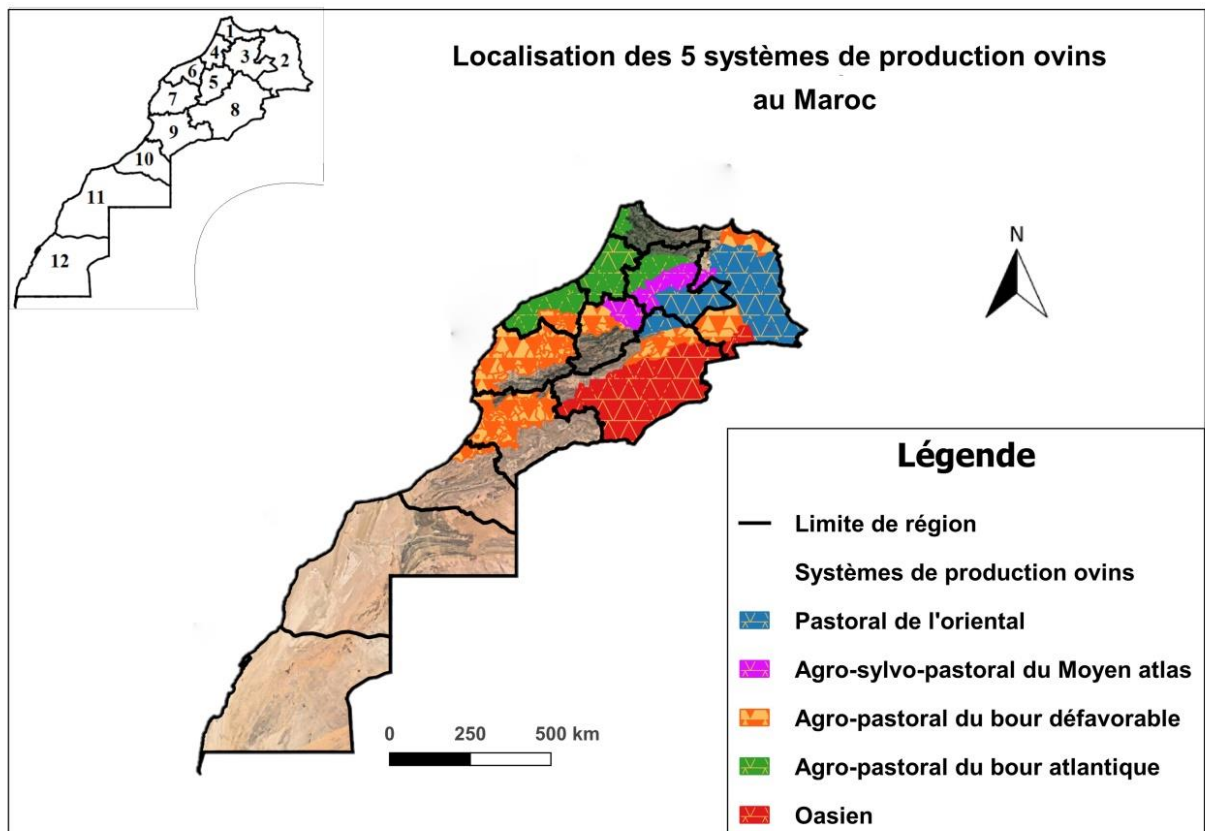 Localisation des 5 systèmes de production ovins
au Maroc
1
2
3
4
5
6
7
8
9
10
11
12
N
0 250 500 km
Légende
Limite de région
Systèmes de production ovins
Pastoral de l'oriental
Agro-sylvo-pastoral du Moyen atlas
Agro-pastoral du bour défavorable
Agro-pastoral du bour atlantique
Oasien